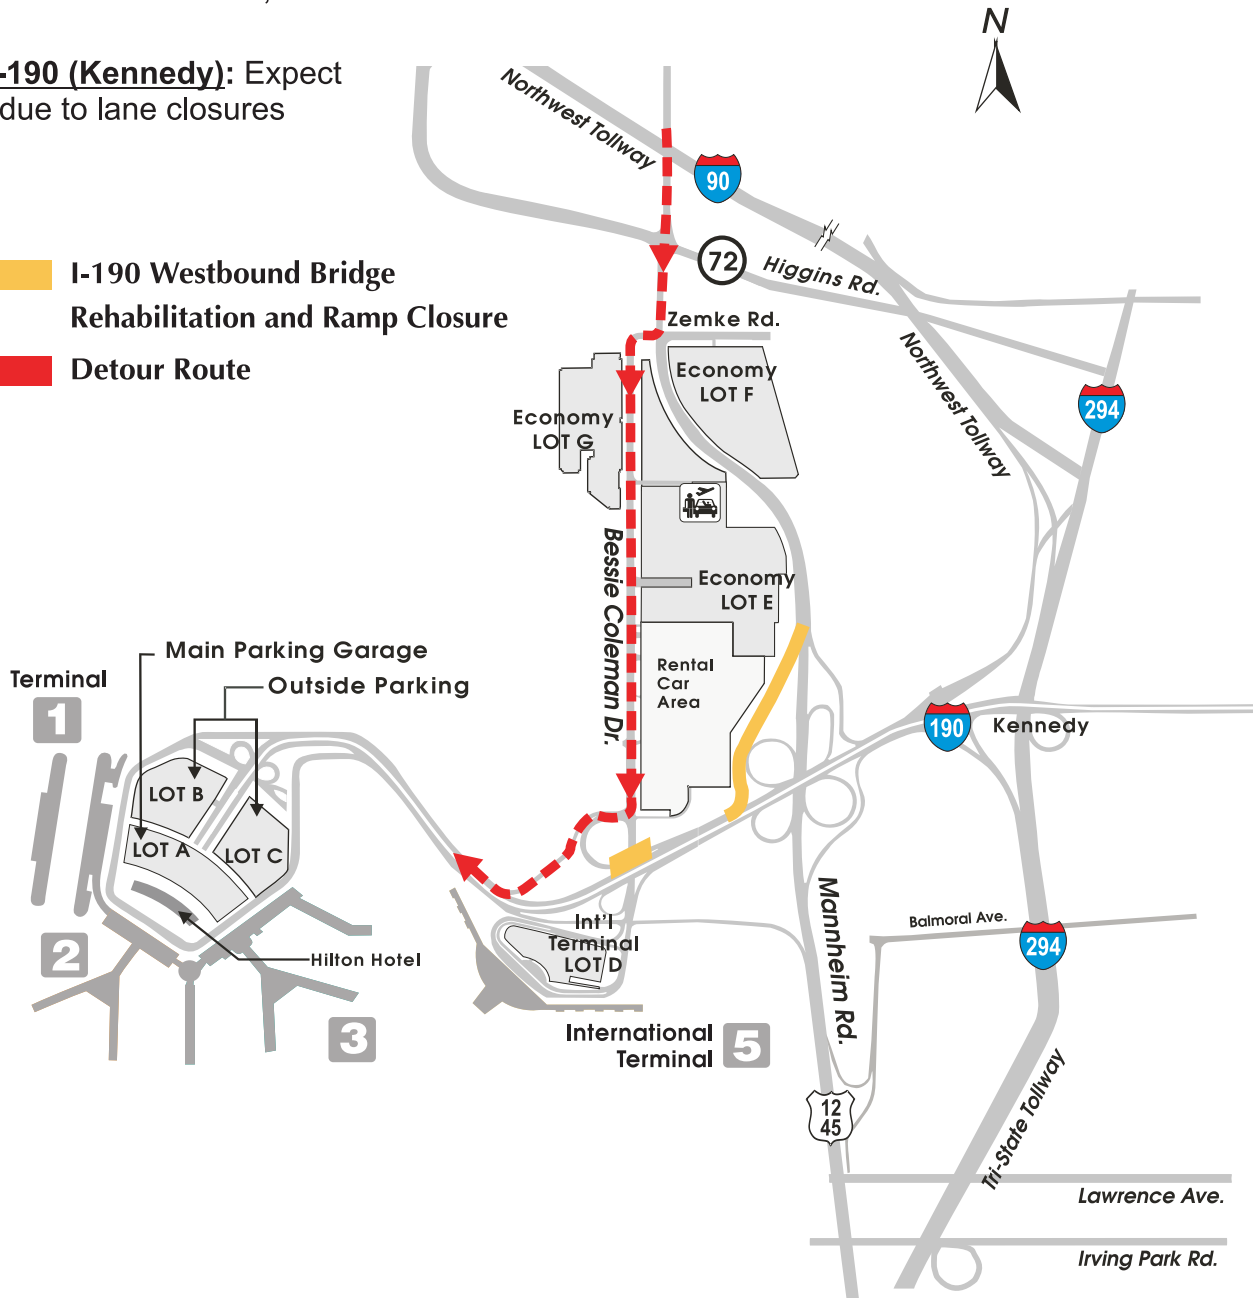 N
-190 (Kennedy): Expect
due to lane closures
Northwest Tollway
90
72
Higgins Rd.
I-190 Westbound Bridge
Rehabilitation and Ramp Closure
Detour Route
Zemke Rd.
Economy
LOT F
Northwest Tollway
294
Economy
LOT G
Bessie Coleman Dr.
Economy
LOT E
Main Parking Garage
Outside Parking
Terminal
1
Rental
Car
Area
190
Kennedy
LOT B
LOT A
LOT C
Mannheim Rd.
Balmoral Ave.
Int'l
Terminal
LOT D
294
2
Hilton Hotel
3
International
Terminal
5
12
45
Tri-State Tollway
Lawrence Ave.
Irving Park Rd.